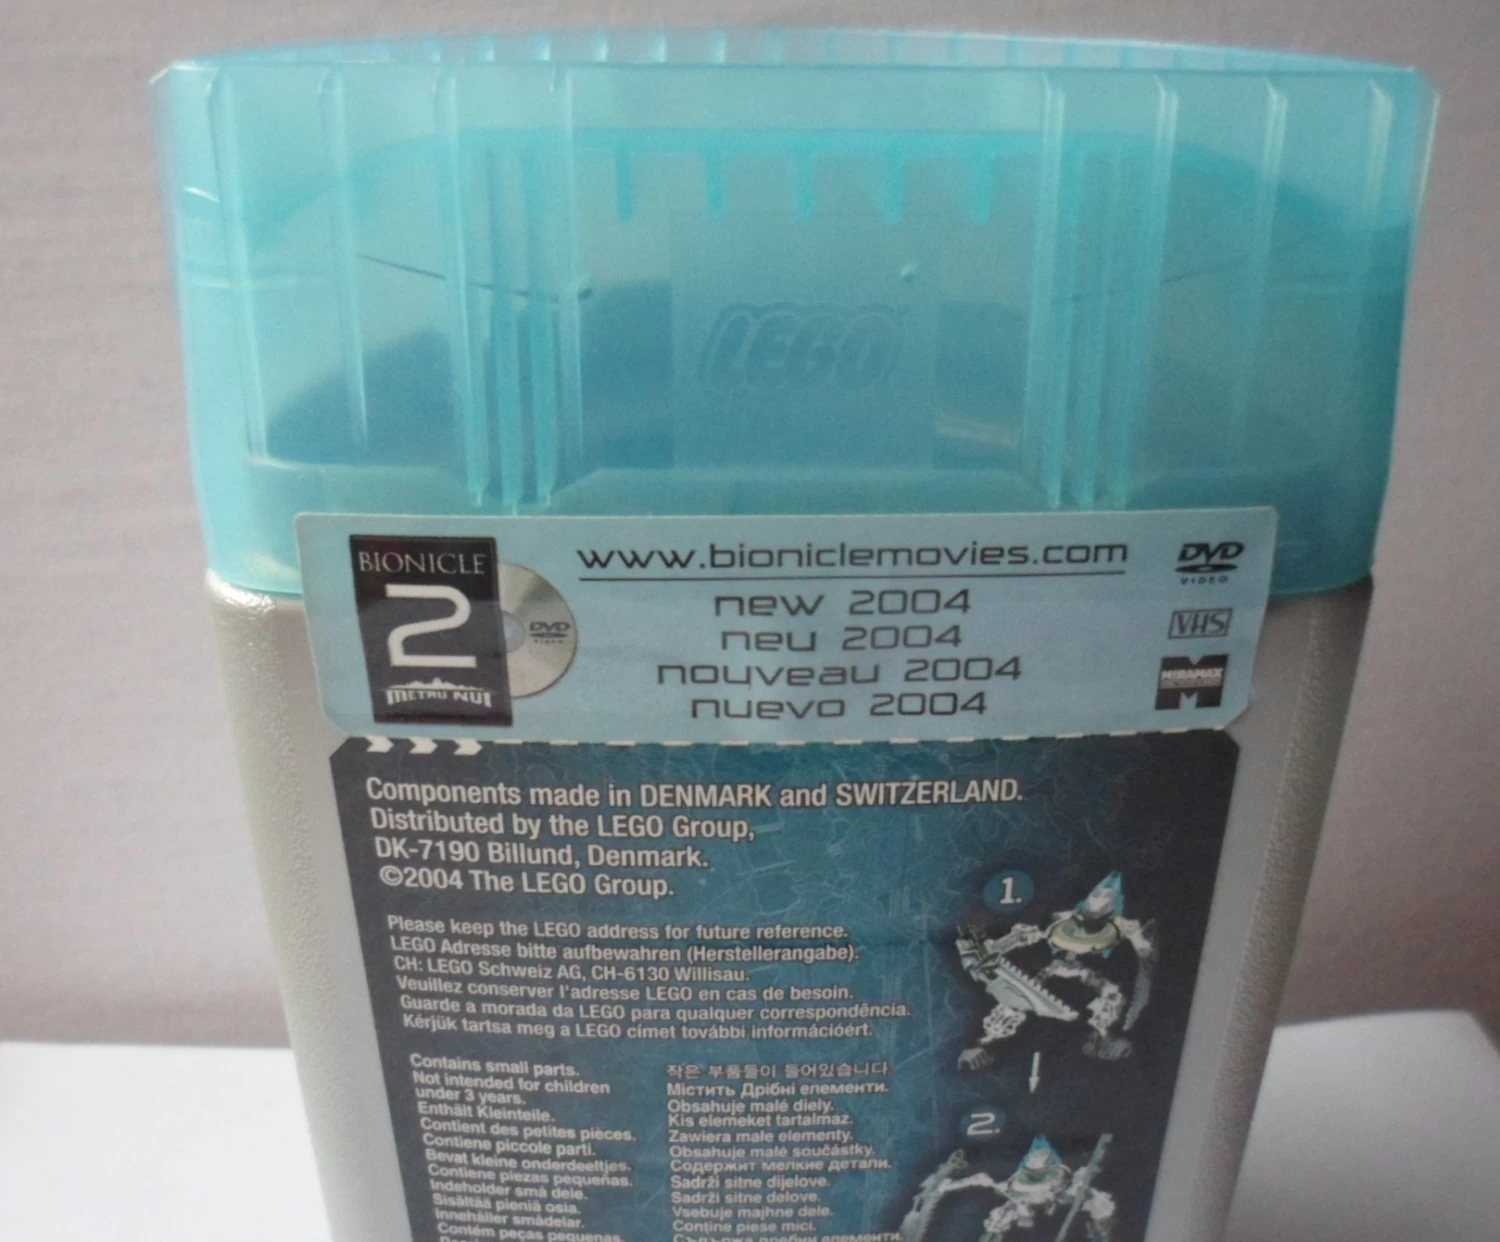 LEGO
BIONICLE
2
METRU NUI
DVD
www.bioniclemovies.com
new 2004
neu 2004
nouveau 2004
nuevo 2004
DVD
VIDEO
VHS
MIRAMAX
Components made in DENMARK and SWITZERLAND.
Distributed by the LEGO Group,
DK-7190 Billund, Denmark.
©2004 The LEGO Group.
Please keep the LEGO address for future reference.
LEGO Adresse bitte aufbewahren (Herstellerangabe).
CH: LEGO Schweiz AG, CH-6130 Willisau.
Veuillez conserver l'adresse LEGO en cas de besoin.
Guarde a morada da LEGO para qualquer correspondência.
Kérjük tartsa meg a LEGO címet további információért.
Contains small parts.
Not intended for children
under 3 years.
Enthält Kleinteile.
Contient des petites pièces.
Contiene piccole parti.
Bevat kleine onderdeeltjes.
Contiene piezas pequeñas.
Indeholder små dele.
Sisältää pieniä osia.
Innehåller smådelar.
Contém peças pequenas.
작은 부품들이 들어있습니다
Містить Дрібні елементи.
Obsahuje malé diely.
Kis elemeket tartalmaz.
Zawiera małe elementy.
Obsahuje malé součástky.
Содержит мелкие детали.
Sadrži sitne dijelove.
Sadrži sitne delove.
Vsebuje majhne dele.
Conţine piese mici.
Съдържа дребни елементи.
1.
2.